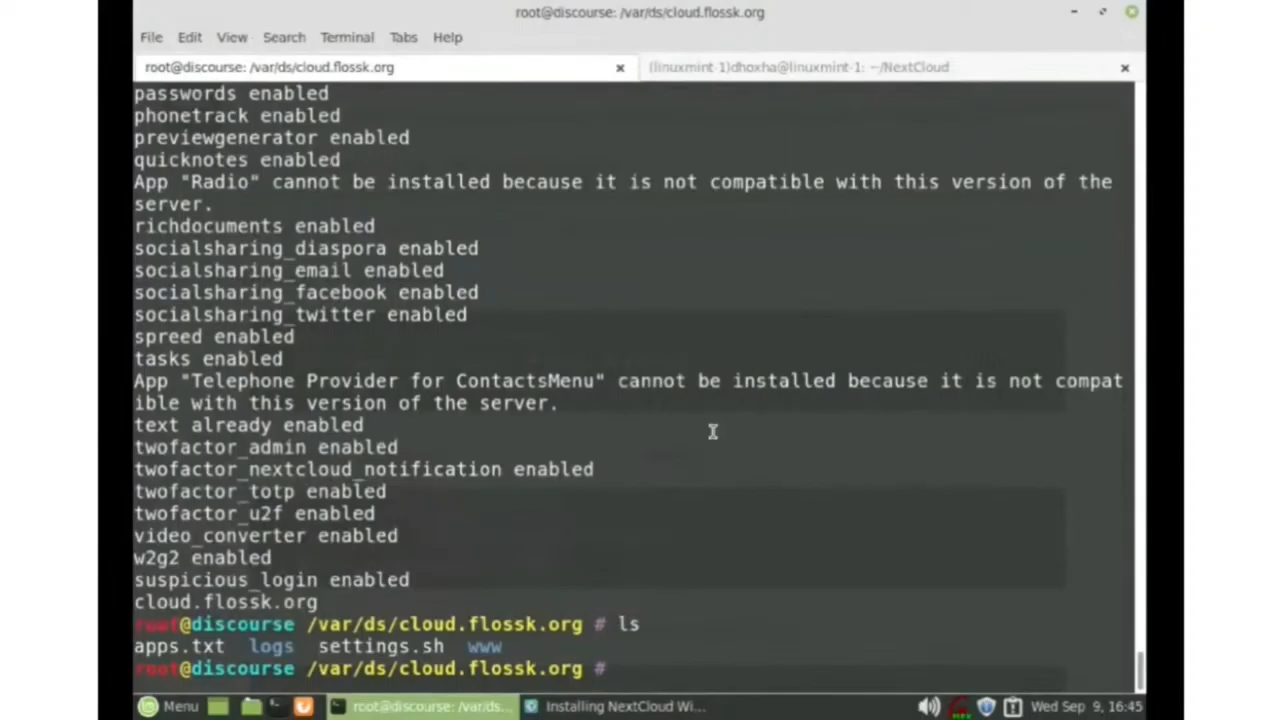 root@discourse: /var/ds/cloud.flossk.org
File Edit View Search Terminal Tabs Help
root@discourse: /var/ds/cloud.flossk.org × (linuxmint-1)dhoxha@linuxmint-1: ~/NextCloud ×
passwords enabled
phonetrack enabled
previewgenerator enabled
quicknotes enabled
App "Radio" cannot be installed because it is not compatible with this version of the
server.
richdocuments enabled
socialsharing_diaspora enabled
socialsharing_email enabled
socialsharing_facebook enabled
socialsharing_twitter enabled
spreed enabled
tasks enabled
App "Telephone Provider for ContactsMenu" cannot be installed because it is not compat
ible with this version of the server.
text already enabled
twofactor_admin enabled
twofactor_nextcloud_notification enabled
twofactor_totp enabled
twofactor_u2f enabled
video_converter enabled
w2g2 enabled
suspicious_login enabled
cloud.flossk.org
root@discourse /var/ds/cloud.flossk.org # ls
apps.txt logs settings.sh www
root@discourse /var/ds/cloud.flossk.org #
Menu root@discourse: /var/ds... Installing NextCloud Wi... Wed Sep 9, 16:45